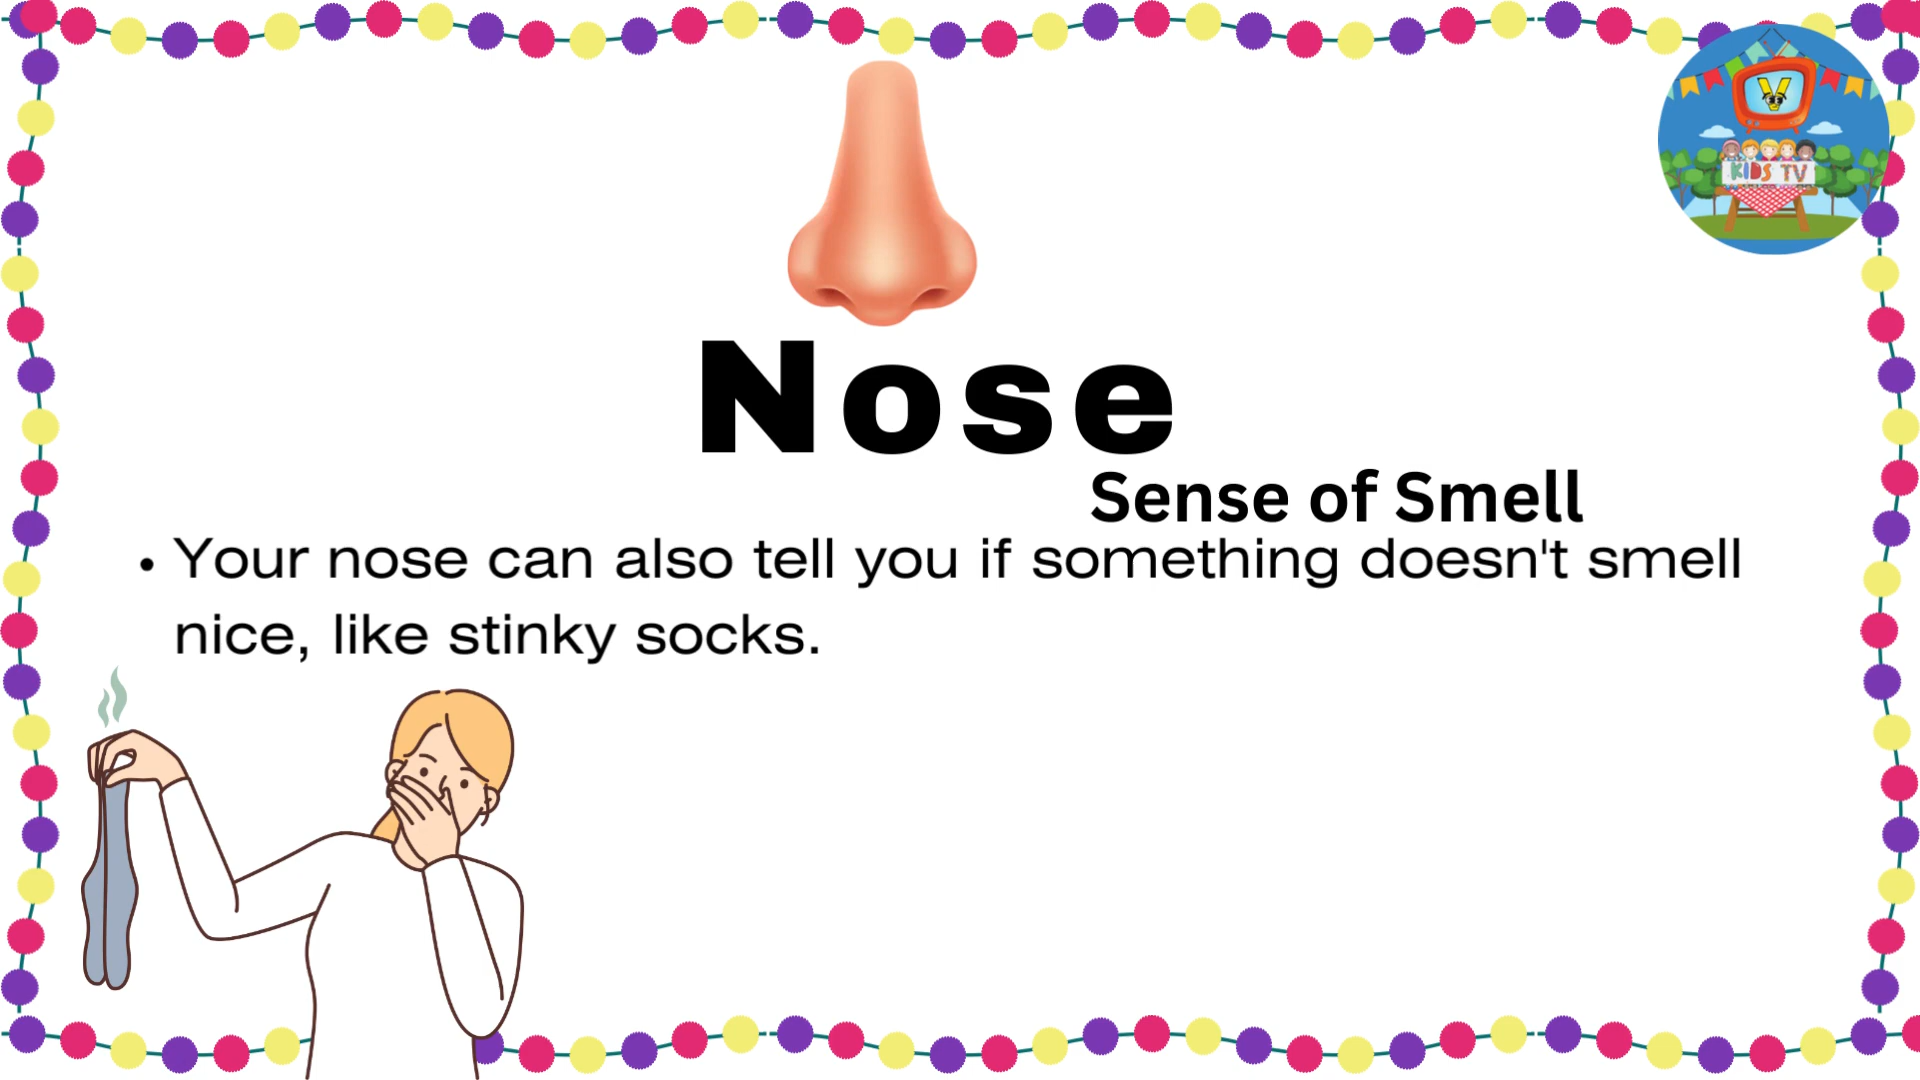 V
KIDS TV
Nose
Sense of Smell
• Your nose can also tell you if something doesn't smell
nice, like stinky socks.